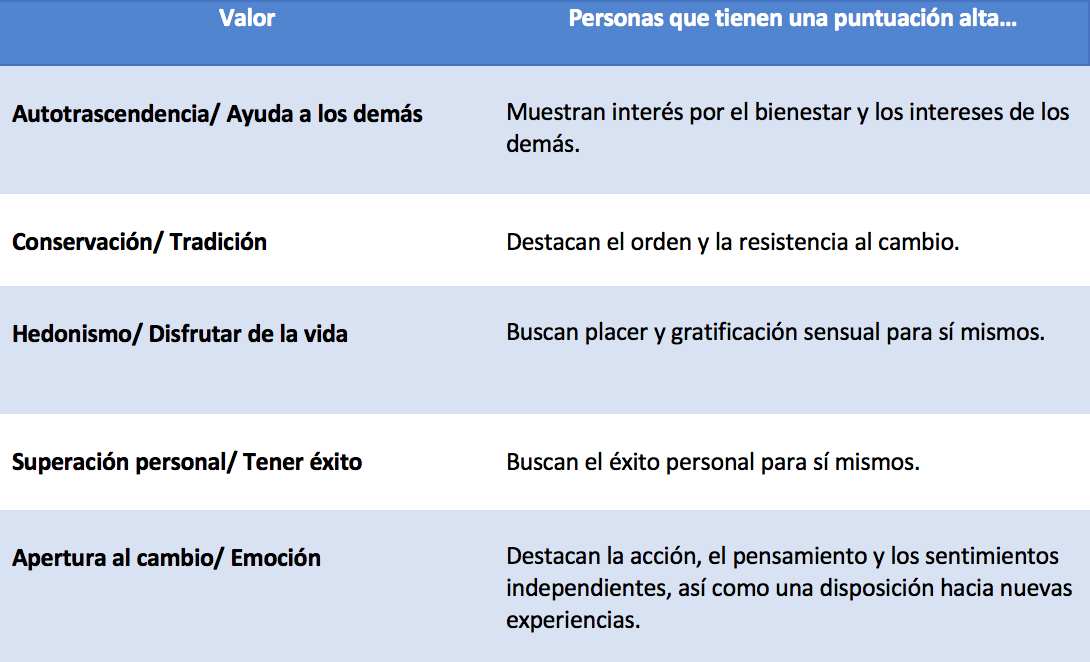 Valor
Personas que tienen una puntuación alta...
Autotrascendencia/ Ayuda a los demás
Muestran interés por el bienestar y los intereses de los
demás.
Conservación/ Tradición
Destacan el orden y la resistencia al cambio.
Hedonismo/ Disfrutar de la vida
Buscan placer y gratificación sensual para sí mismos.
Superación personal/ Tener éxito
Buscan el éxito personal para sí mismos.
Apertura al cambio/ Emoción
Destacan la acción, el pensamiento y los sentimientos
independientes, así como una disposición hacia nuevas
experiencias.